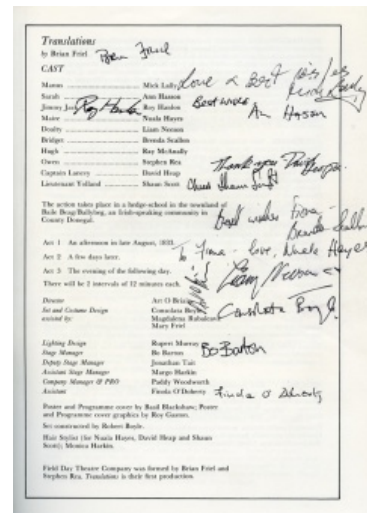 Translations
by Brian Friel Brian Friel
CAST
Manus Mick Lally
Sarah Ann Hasson
Jimmy Jack Roy Hanlon
Maire Nuala Hayes
Doalty Liam Neeson
Bridget Brenda Scallon
Hugh Ray McAnally
Owen Stephen Rea
Captain Lancey David Heap
Lieutenant Yolland Shaun Scott
Love & Best wishes
Best wishes
Ann Hasson
Roy Hanlon
Thank you David Heap
Cheers Shaun Scott
The action takes place in a hedge-school in the townland of
Baile Beag/Ballybeg, an Irish-speaking community in
County Donegal.
Best wishes
Brenda Scallon
Act 1 An afternoon in late August, 1833.
Act 2 A few days later.
Act 3 The evening of the following day.
There will be 2 intervals of 12 minutes each.
love, Nuala Hayes
Liam Neeson
Director Art O Briain
Set and Costume Design Consolata Boyle
assisted by: Magdalena Rubalcava
Mary Friel
Consolata Boyle
Lighting Design Rupert Murray
Stage Manager Bo Barton
Deputy Stage Manager Jonathan Tait
Assistant Stage Manager Margo Harkin
Company Manager & PRO Paddy Woodworth
Assistant Finola O'Doherty
Bo Barton
Finola O'Doherty
Poster and Programme cover by Basil Blackshaw; Poster
and Programme cover graphics by Roy Gaston.
Set constructed by Robert Boyle.
Hair Stylist (for Nuala Hayes, David Heap and Shaun
Scott); Monica Harkin.
Field Day Theatre Company was formed by Brian Friel and
Stephen Rea. Translations is their first production.